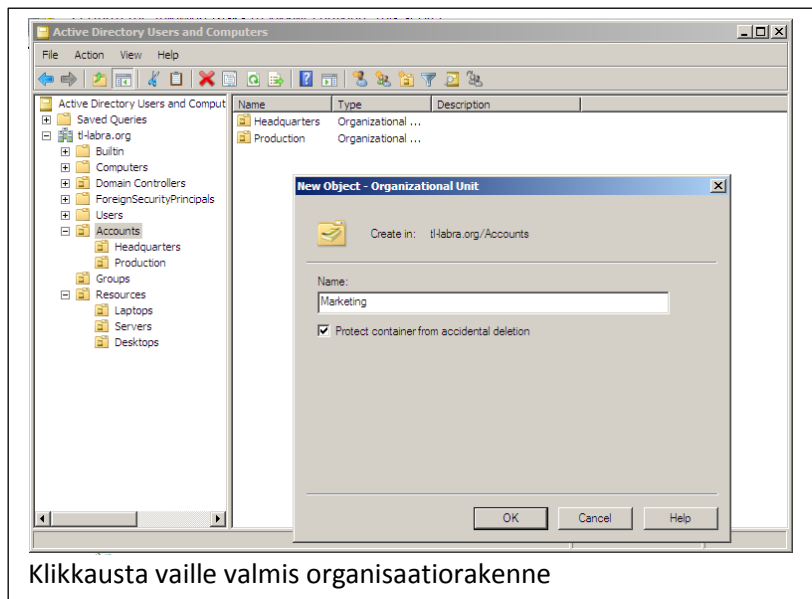 Active Directory Users and Computers
File Action View Help
Active Directory Users and Comput
Saved Queries
tl-labra.org
Builtin
Computers
Domain Controllers
ForeignSecurityPrincipals
Users
Accounts
Headquarters
Production
Groups
Resources
Laptops
Servers
Desktops
Name Type Description
Headquarters Organizational ...
Production Organizational ...
New Object - Organizational Unit
Create in: tl-labra.org/Accounts
Name:
Marketing
Protect container from accidental deletion
OK Cancel Help
Klikkausta vaille valmis organisaatiorakenne